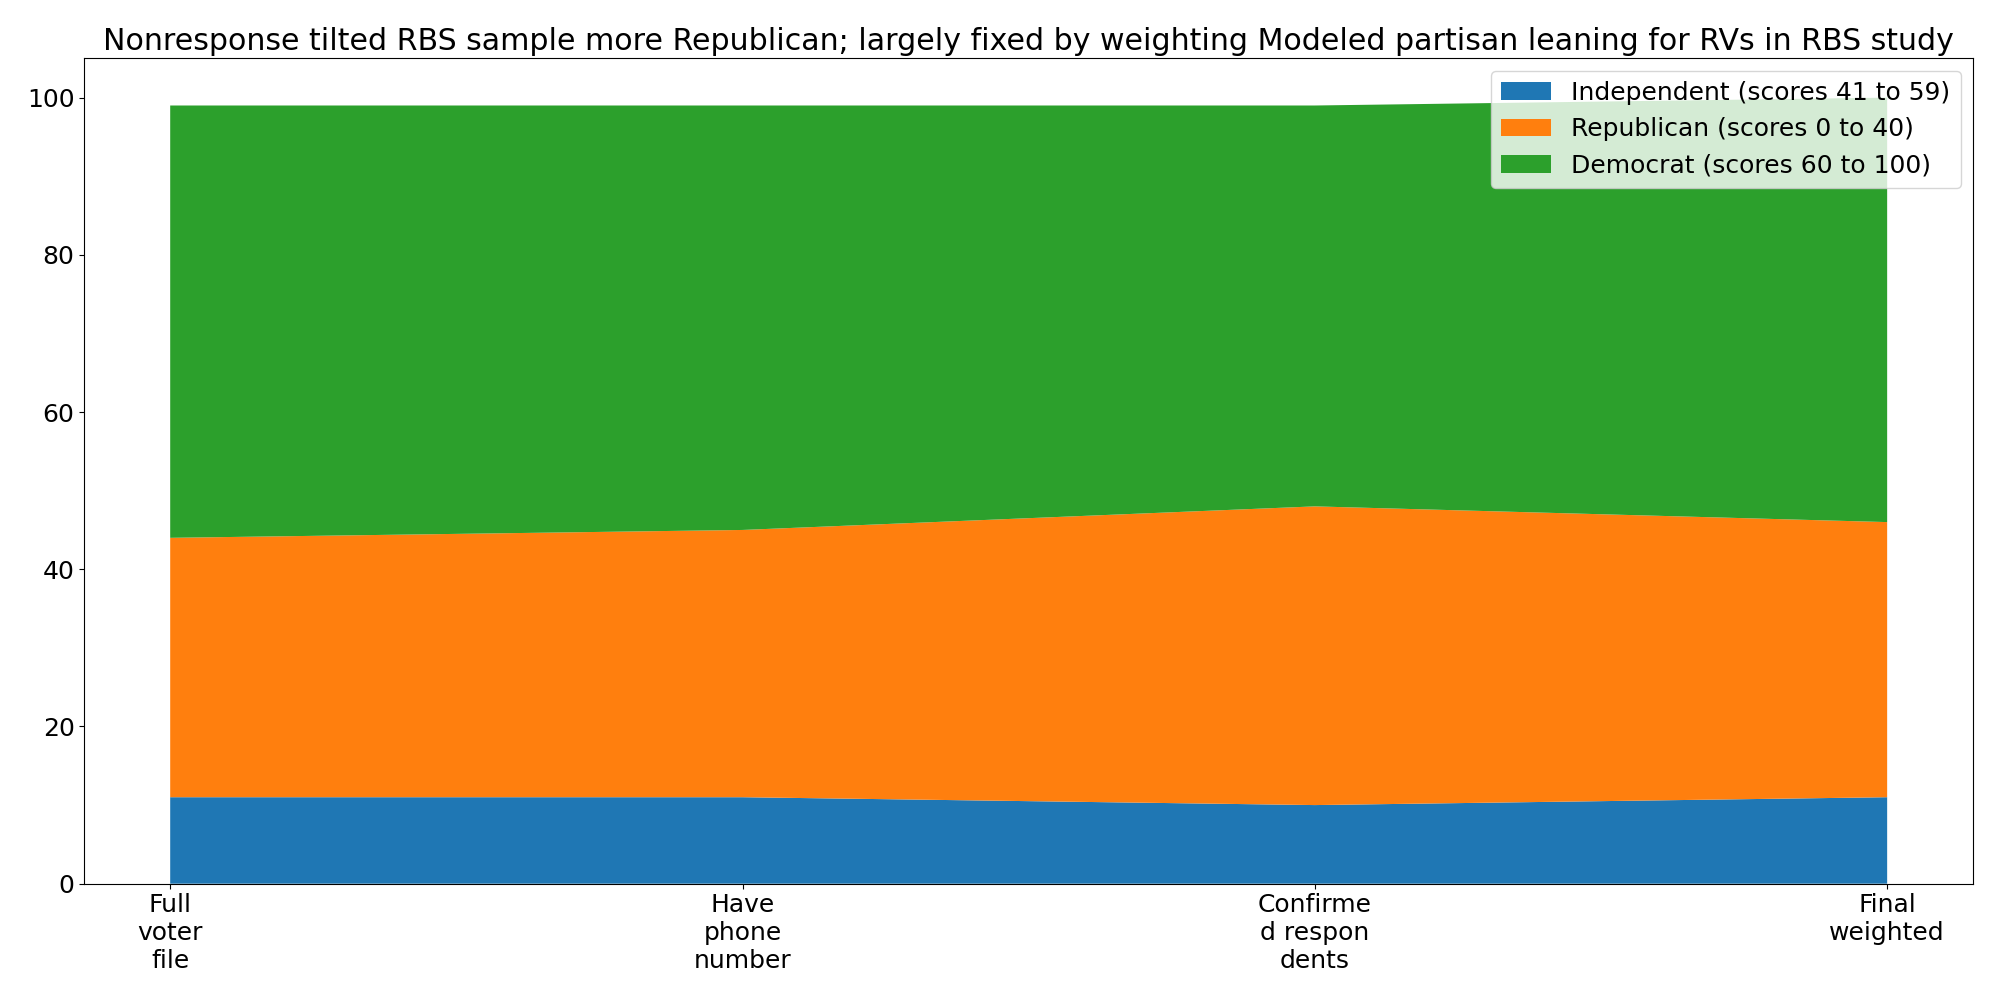 Nonresponse tilted RBS sample more Republican; largely fixed by weighting Modeled partisan leaning for RVs in RBS study
Independent (scores 41 to 59)
Republican (scores 0 to 40)
Democrat (scores 60 to 100)
100
80
60
40
20
0
Full
voter
file
Have
phone
number
Confirme
d respon
dents
Final
weighted